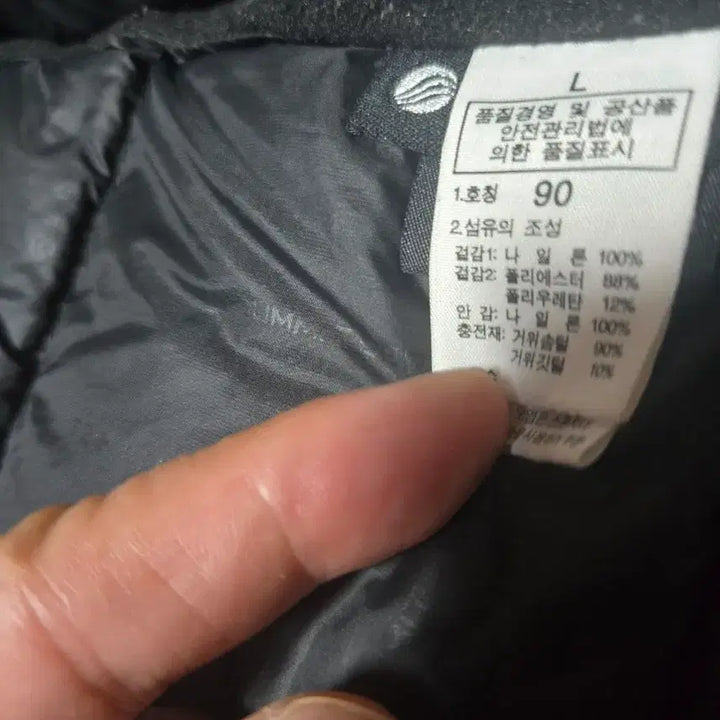 L
품질경영 및 공산품
안전관리법에
의한 품질표시
1.호칭 90
2.섬유의 조성
겉감1: 나 일 론 100%
겉감2: 폴리에스터 88%
폴리우레탄 12%
안 감: 나 일 론 100%
충전재: 거위솜털 90%
거위깃털 10%